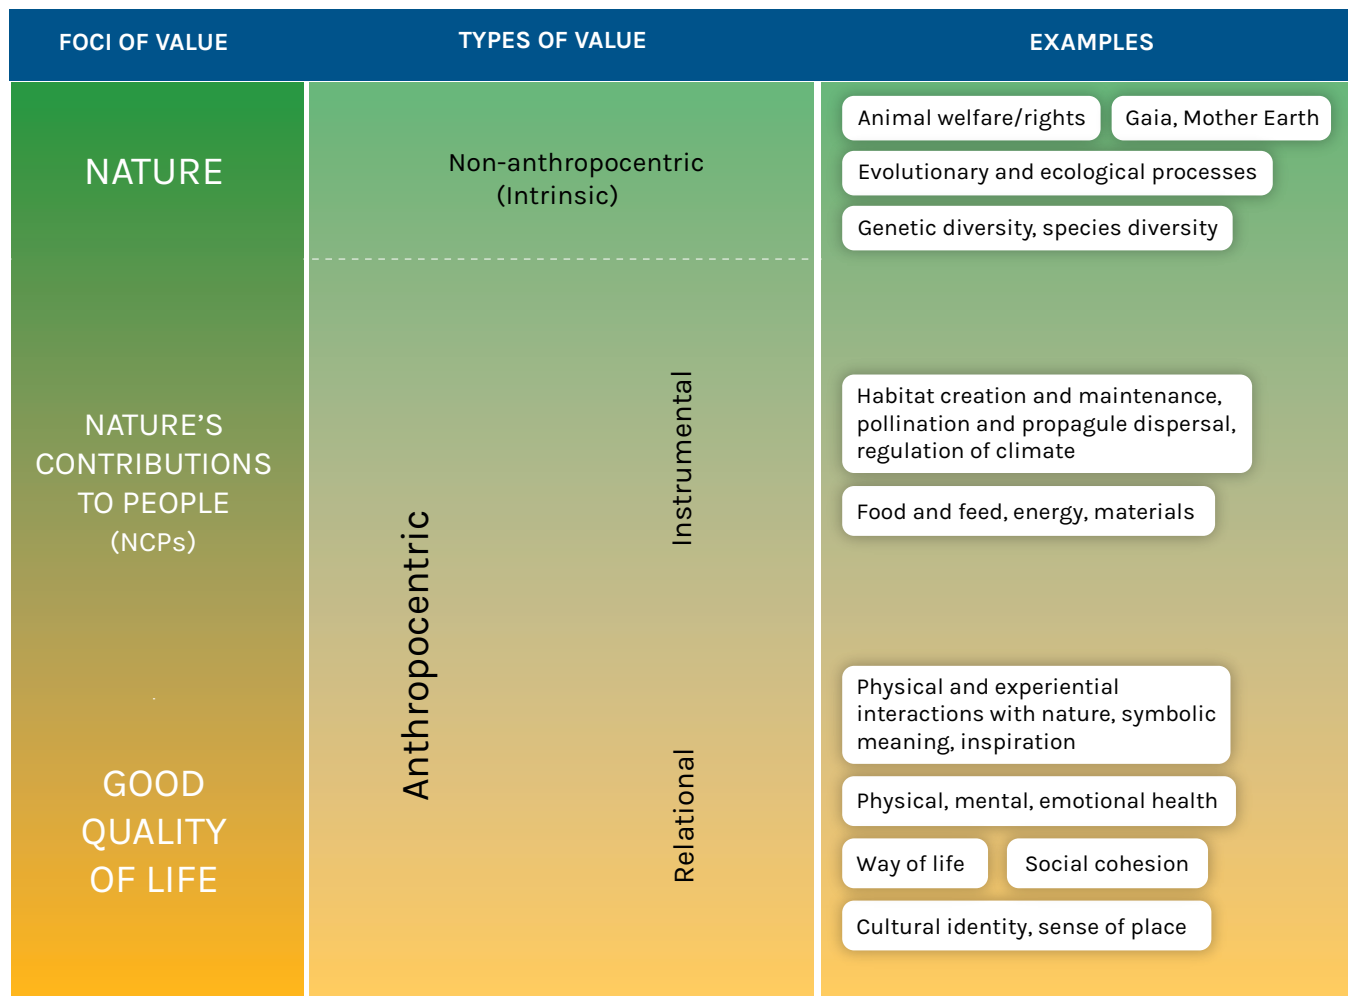 FOCI OF VALUE
TYPES OF VALUE
EXAMPLES
NATURE
Non-anthropocentric
(Intrinsic)
Animal welfare/rights
Gaia, Mother Earth
Evolutionary and ecological processes
Genetic diversity, species diversity
NATURE’S
CONTRIBUTIONS
TO PEOPLE
(NCPs)
Anthropocentric
Instrumental
Habitat creation and maintenance,
pollination and propagule dispersal,
regulation of climate
Food and feed, energy, materials
GOOD
QUALITY
OF LIFE
Relational
Physical and experiential
interactions with nature, symbolic
meaning, inspiration
Physical, mental, emotional health
Way of life
Social cohesion
Cultural identity, sense of place